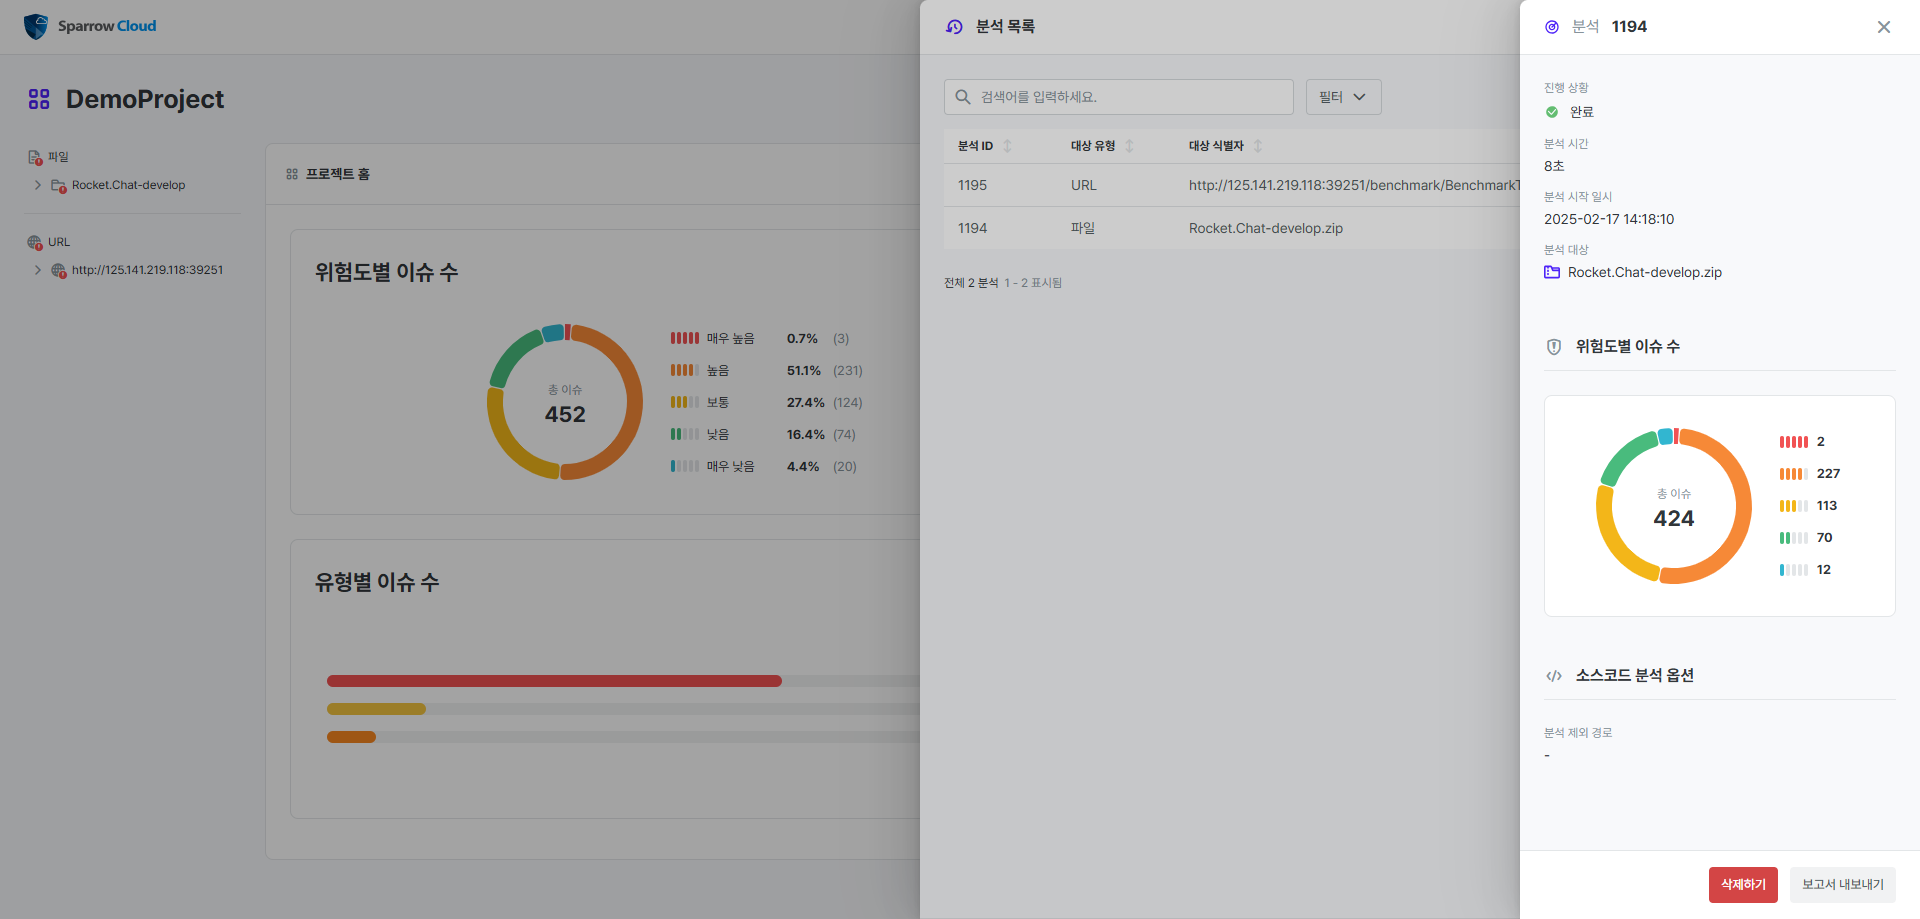 Sparrow Cloud
DemoProject
파일
Rocket.Chat-develop
URL
http://125.141.219.118:39251
프로젝트 홈
위험도별 이슈 수
총 이슈
452
매우 높음 0.7% (3)
높음 51.1% (231)
보통 27.4% (124)
낮음 16.4% (74)
매우 낮음 4.4% (20)
유형별 이슈 수
분석 목록
검색어를 입력하세요.
필터
분석 ID 대상 유형 대상 식별자
1195 URL http://125.141.219.118:39251/benchmark/Benchmark
1194 파일 Rocket.Chat-develop.zip
전체 2 분석 1 - 2 표시됨
분석 1194
진행 상황
완료
분석 시간
8초
분석 시작 일시
2025-02-17 14:18:10
분석 대상
Rocket.Chat-develop.zip
위험도별 이슈 수
총 이슈
424
2
227
113
70
12
소스코드 분석 옵션
분석 제외 경로
-
삭제하기
보고서 내보내기